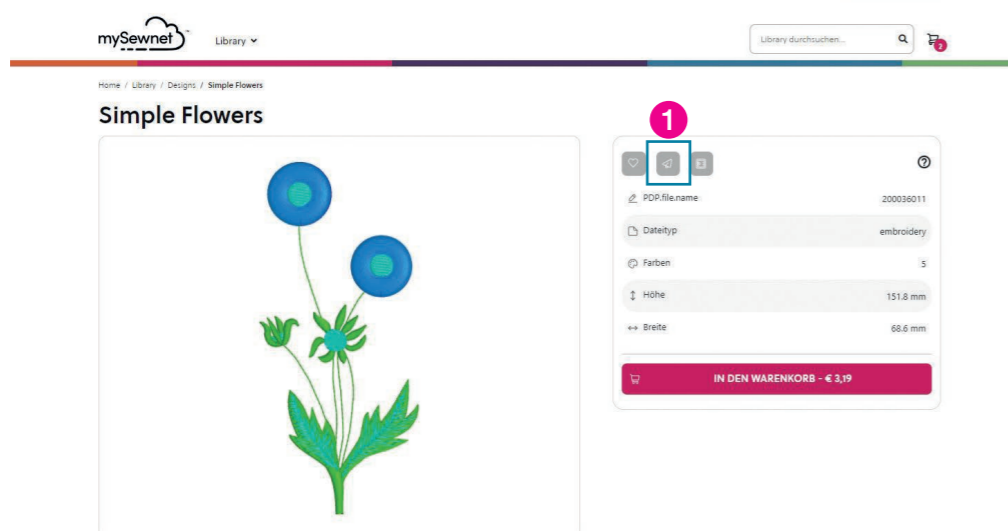 mySewnet™
Library
Library durchsuchen...
2
Home / Library / Designs / Simple Flowers
Simple Flowers
1
PDP.file.name 200036011
Dateityp embroidery
Farben 5
Höhe 151.8 mm
Breite 68.6 mm
IN DEN WARENKORB - € 3,19